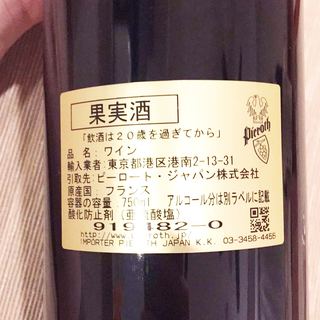 果実酒
Pieroth
「飲酒は20歳を過ぎてから」
品名:ワイン
輸入業者:東京都港区港南2-13-31
引取先:ピーロート・ジャパン株式会社
原産国 フランス
容器の容量:750ml アルコール分は別ラベルに記載
酸化防止剤(亜硫酸塩)
919482-0
IMPORTER PIEROTH JAPAN K.K. 03-3458-4455